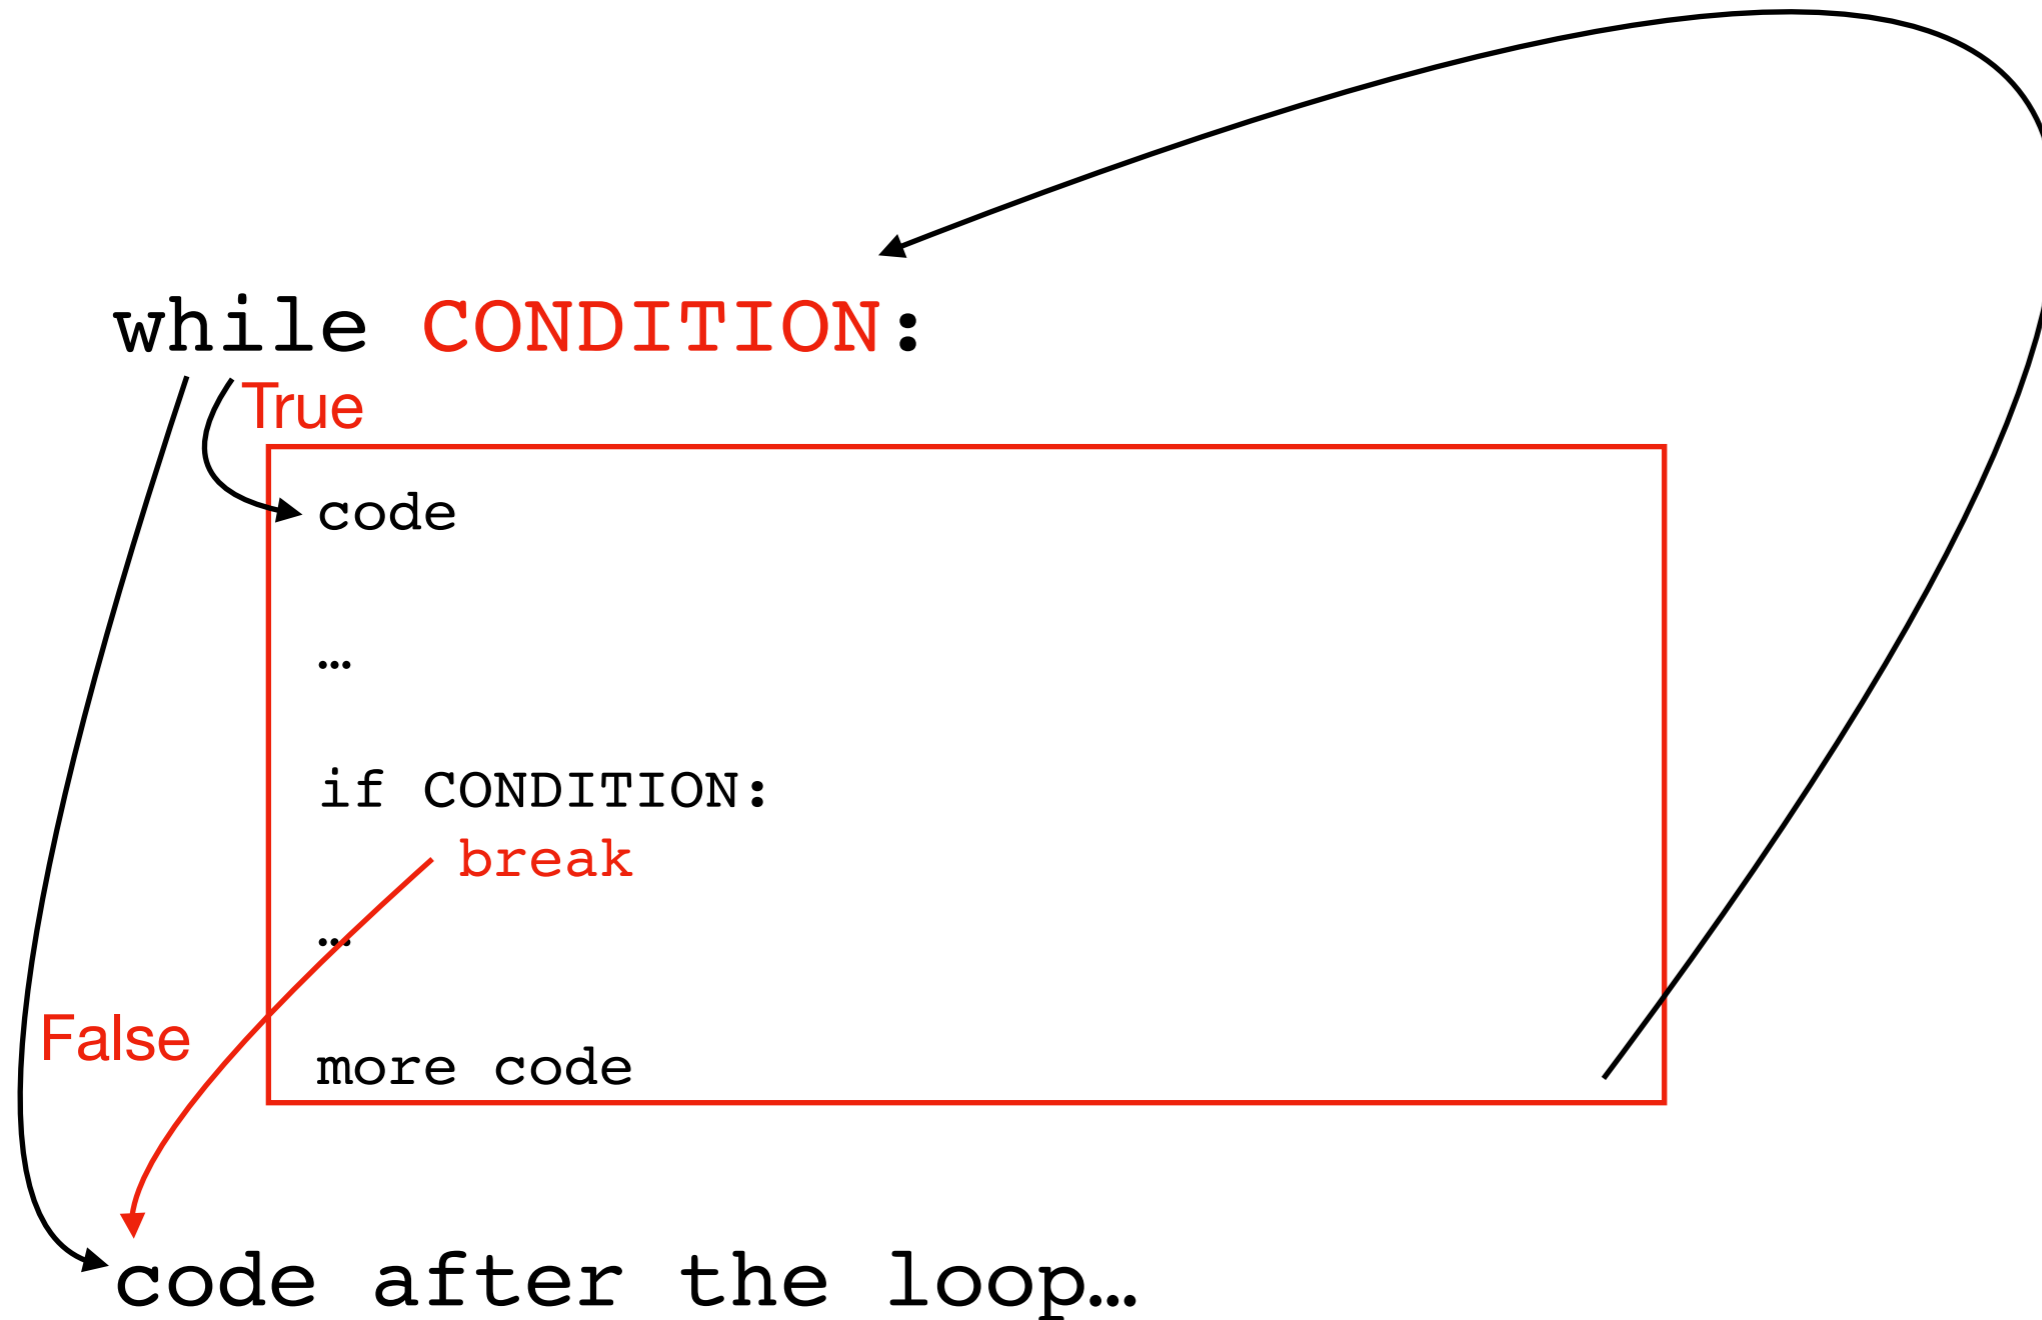 while CONDITION:
True
code
…
if CONDITION:
break
…
False
more code
code after the loop…